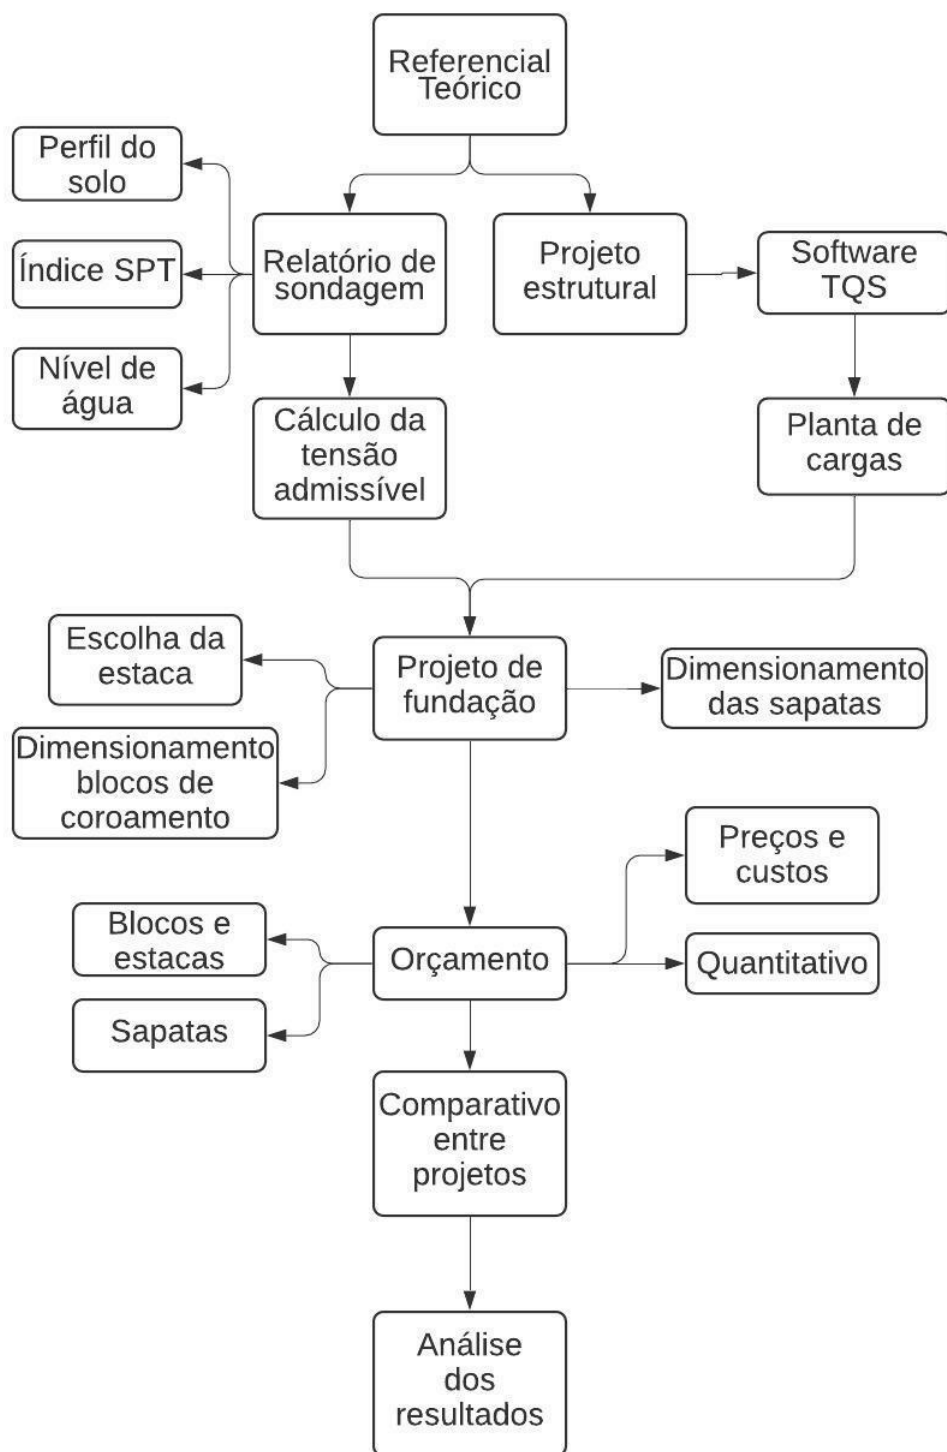 Referencial
Teórico
Perfil do
solo
Índice SPT
Nível de
água
Relatório de
sondagem
Projeto
estrutural
Software
TQS
Cálculo da
tensão
admissível
Planta de
cargas
Escolha da
estaca
Dimensionamento
blocos de
coroamento
Projeto de
fundação
Dimensionamento
das sapatas
Preços e
custos
Blocos e
estacas
Orçamento
Quantitativo
Sapatas
Comparativo
entre
projetos
Análise
dos
resultados